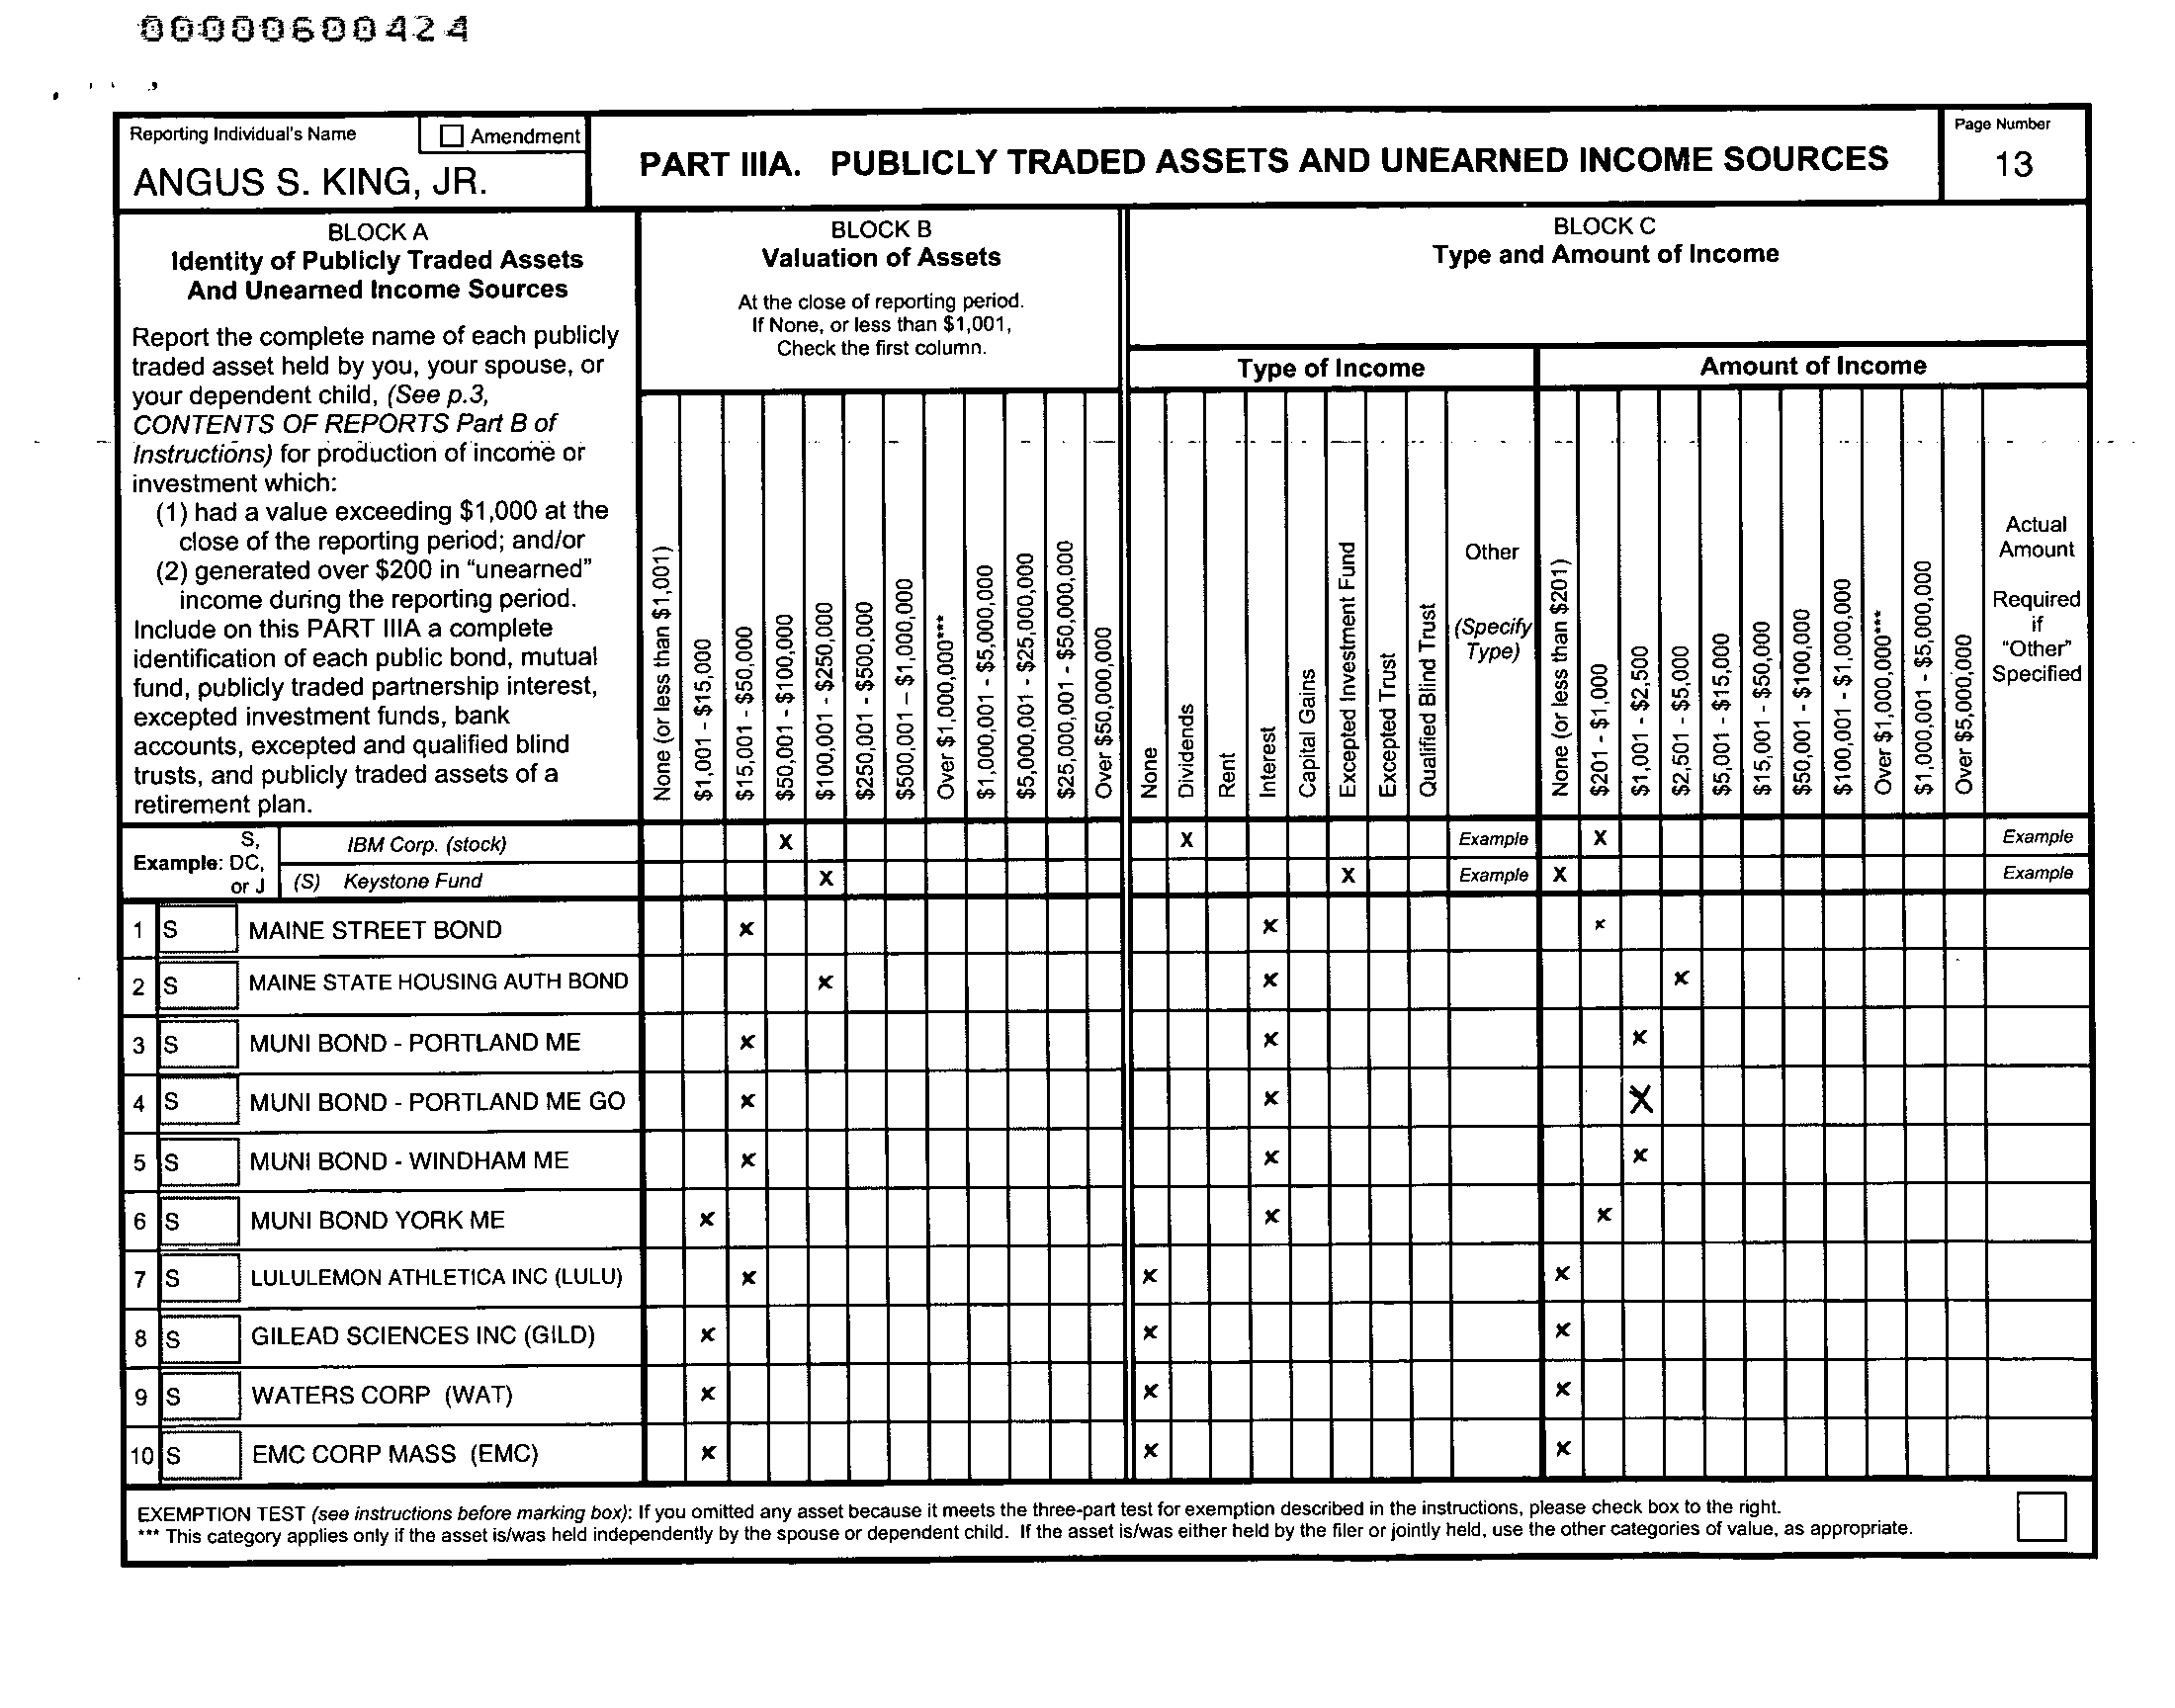 00000600424
Reporting Individual's Name
Amendment
ANGUS S. KING, JR.
PART IIIA. PUBLICLY TRADED ASSETS AND UNEARNED INCOME SOURCES
Page Number
13
BLOCK A
Identity of Publicly Traded Assets
And Unearned Income Sources
Report the complete name of each publicly
traded asset held by you, your spouse, or
your dependent child, (See p.3,
CONTENTS OF REPORTS Part B of
Instructions) for production of income or
investment which:
(1) had a value exceeding $1,000 at the
close of the reporting period; and/or
(2) generated over $200 in “unearned”
income during the reporting period.
Include on this PART IIIA a complete
identification of each public bond, mutual
fund, publicly traded partnership interest,
excepted investment funds, bank
accounts, excepted and qualified blind
trusts, and publicly traded assets of a
retirement plan.
BLOCK B
Valuation of Assets
At the close of reporting period.
If None, or less than $1,001,
Check the first column.
None (or less than $1,001)
$1,001 - $15,000
$15,001 - $50,000
$50,001 - $100,000
$100,001 - $250,000
$250,001 - $500,000
$500,001 – $1,000,000
Over $1,000,000***
$1,000,001 - $5,000,000
$5,000,001 - $25,000,000
$25,000,001 - $50,000,000
Over $50,000,000
BLOCK C
Type and Amount of Income
Type of Income
None
Dividends
Rent
Interest
Capital Gains
Excepted Investment Fund
Excepted Trust
Qualified Blind Trust
Other
(Specify
Type)
Amount of Income
None (or less than $201)
$201 - $1,000
$1,001 - $2,500
$2,501 - $5,000
$5,001 - $15,000
$15,001 - $50,000
$50,001 - $100,000
$100,001 - $1,000,000
Over $1,000,000***
$1,000,001 - $5,000,000
Over $5,000,000
Actual
Amount
Required
if
"Other"
Specified
Example: S, DC, or J
IBM Corp. (stock) X X Example X Example
(S) Keystone Fund X X Example X Example
1 S MAINE STREET BOND x x x
2 S MAINE STATE HOUSING AUTH BOND x x x
3 S MUNI BOND - PORTLAND ME x x x
4 S MUNI BOND - PORTLAND ME GO x x X
5 S MUNI BOND - WINDHAM ME x x x
6 S MUNI BOND YORK ME x x x
7 S LULULEMON ATHLETICA INC (LULU) x x x
8 S GILEAD SCIENCES INC (GILD) x x x
9 S WATERS CORP (WAT) x x x
10 S EMC CORP MASS (EMC) x x x
EXEMPTION TEST (see instructions before marking box): If you omitted any asset because it meets the three-part test for exemption described in the instructions, please check box to the right.
*** This category applies only if the asset is/was held independently by the spouse or dependent child. If the asset is/was either held by the filer or jointly held, use the other categories of value, as appropriate.